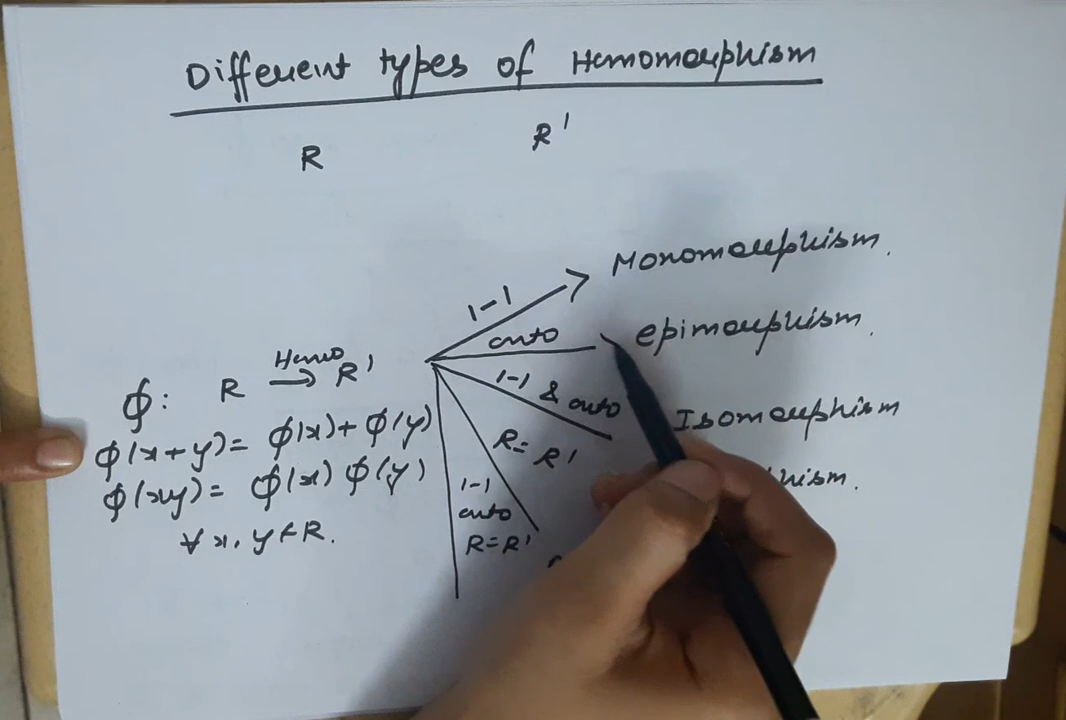 Different types of Homomorphism
R R'
1-1 Monomorphism.
onto epimorphism.
1-1 & onto Isomorphism
R = R'
1-1
onto
R = R'
ϕ: R Homo→ R'
ϕ(x+y) = ϕ(x) + ϕ(y)
ϕ(xy) = ϕ(x) ϕ(y)
∀ x, y ∈ R.